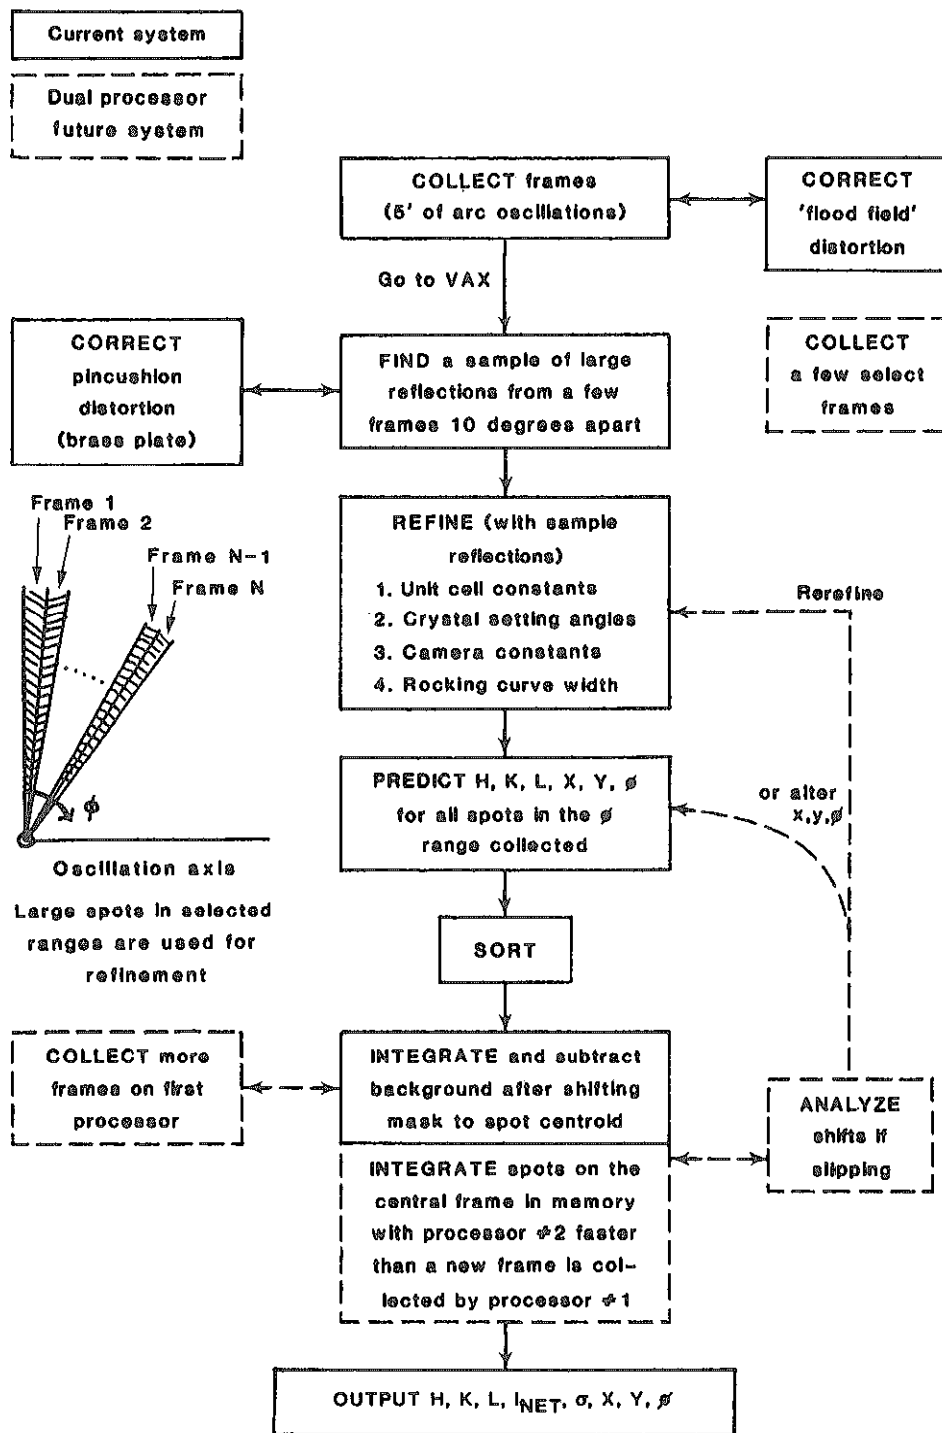 Current system
Dual processor
future system
COLLECT frames
(5' of arc oscillations)
CORRECT
'flood field'
distortion
Go to VAX
CORRECT
pincushion
distortion
(brass plate)
FIND a sample of large
reflections from a few
frames 10 degrees apart
COLLECT
a few select
frames
Frame 1
Frame 2
Frame N-1
Frame N
ϕ
Oscillation axis
Large spots in selected
ranges are used for
refinement
REFINE (with sample
reflections)
1. Unit cell constants
2. Crystal setting angles
3. Camera constants
4. Rocking curve width
Rerefine
PREDICT H, K, L, X, Y, ϕ
for all spots in the ϕ
range collected
or alter
x,y,ϕ
SORT
COLLECT more
frames on first
processor
INTEGRATE and subtract
background after shifting
mask to spot centroid
ANALYZE
shifts if
slipping
INTEGRATE spots on the
central frame in memory
with processor #2 faster
than a new frame is col-
lected by processor #1
OUTPUT H, K, L, I_NET, σ, X, Y, ϕ